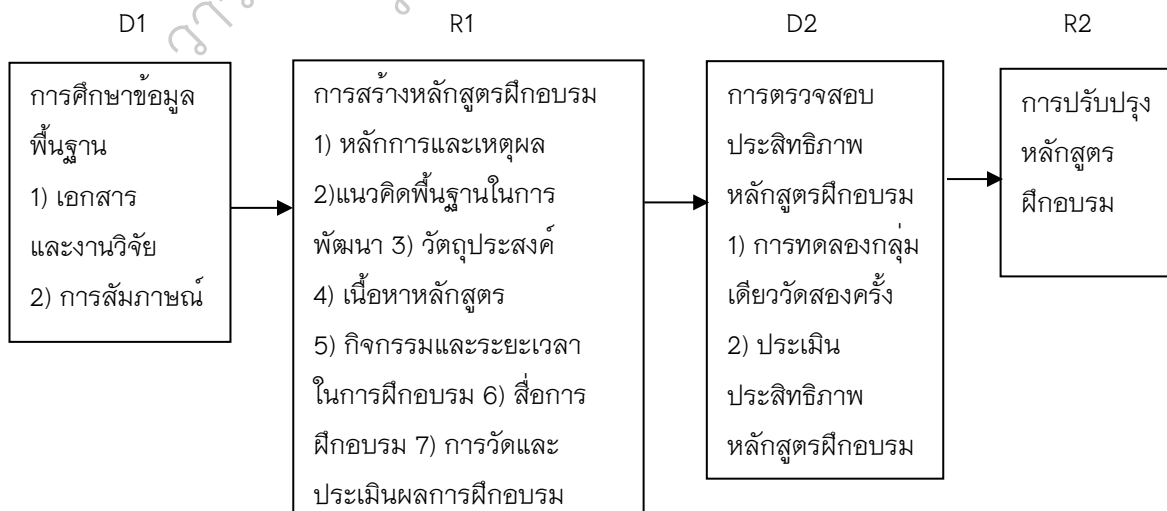 D1
R1
D2
R2
การศึกษาข้อมูล
พื้นฐาน
1) เอกสาร
และงานวิจัย
2) การสัมภาษณ์
การสร้างหลักสูตรฝึกอบรม
1) หลักการและเหตุผล
2)แนวคิดพื้นฐานในการ
พัฒนา 3) วัตถุประสงค์
4) เนื้อหาหลักสูตร
5) กิจกรรมและระยะเวลา
ในการฝึกอบรม 6) สื่อการ
ฝึกอบรม 7) การวัดและ
ประเมินผลการฝึกอบรม
การตรวจสอบ
ประสิทธิภาพ
หลักสูตรฝึกอบรม
1) การทดลองกลุ่ม
เดียววัดสองครั้ง
2) ประเมิน
ประสิทธิภาพ
หลักสูตรฝึกอบรม
การปรับปรุง
หลักสูตร
ฝึกอบรม